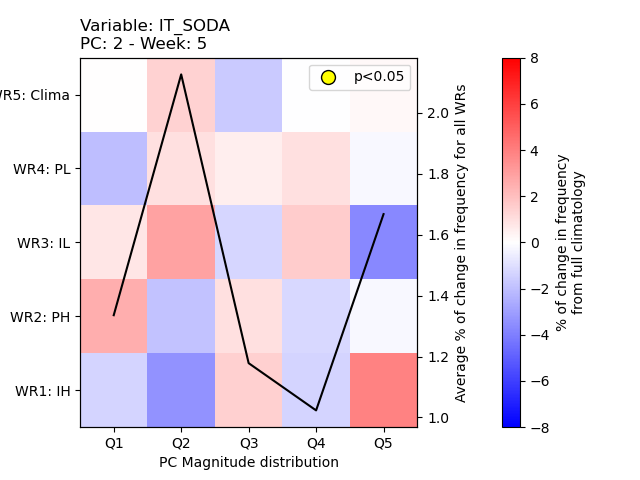 Variable: IT_SODA
PC: 2 - Week: 5
p<0.05
WR5: Clima
WR4: PL
WR3: IL
WR2: PH
WR1: IH
Q1 Q2 Q3 Q4 Q5
PC Magnitude distribution
2.0
1.8
1.6
1.4
1.2
1.0
Average % of change in frequency for all WRs
8
6
4
2
0
−2
−4
−6
−8
% of change in frequency
from full climatology